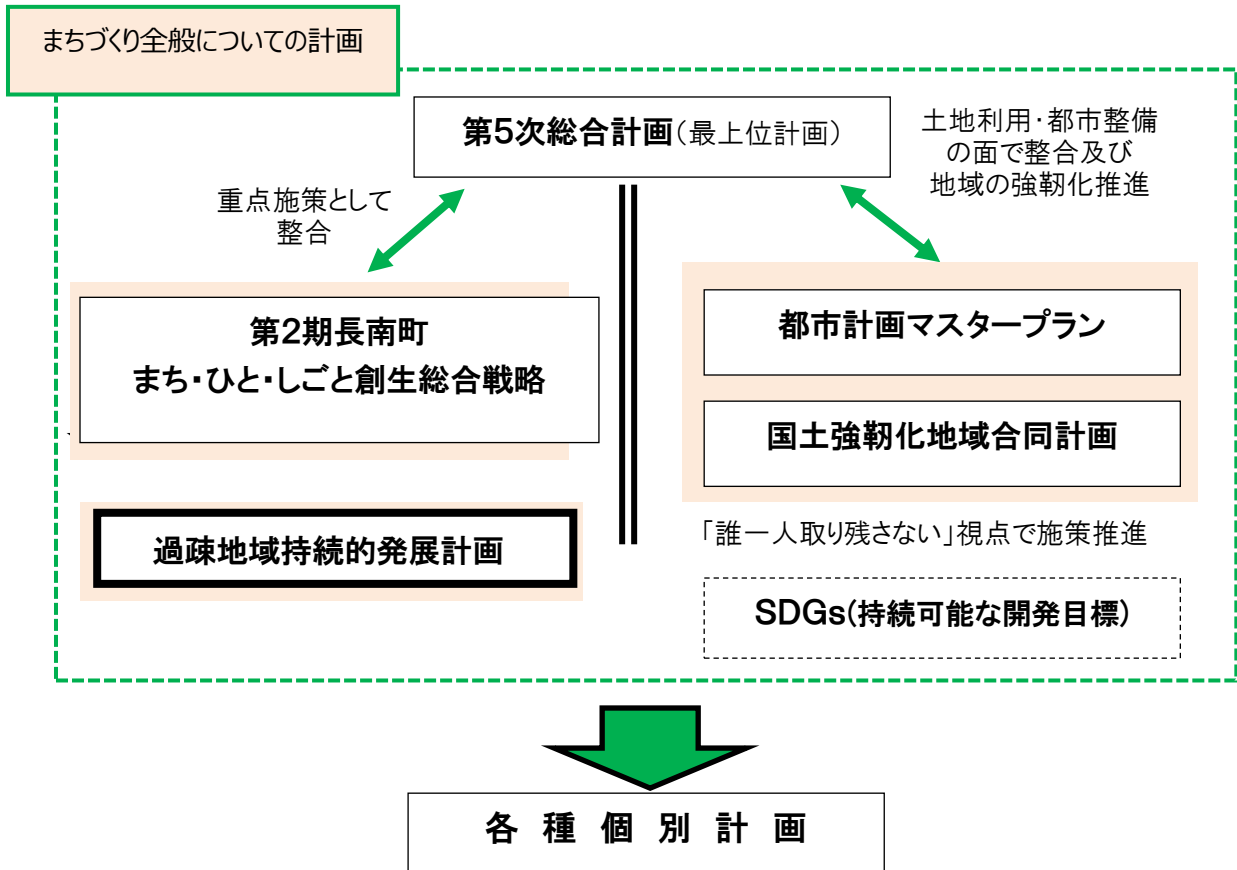 まちづくり全般についての計画
第5次総合計画(最上位計画)
土地利用・都市整備
の面で整合及び
地域の強靭化推進
重点施策として
整合
第2期長南町
まち・ひと・しごと創生総合戦略
都市計画マスタープラン
国土強靭化地域合同計画
過疎地域持続的発展計画
「誰一人取り残さない」視点で施策推進
SDGs(持続可能な開発目標)
各種個別計画